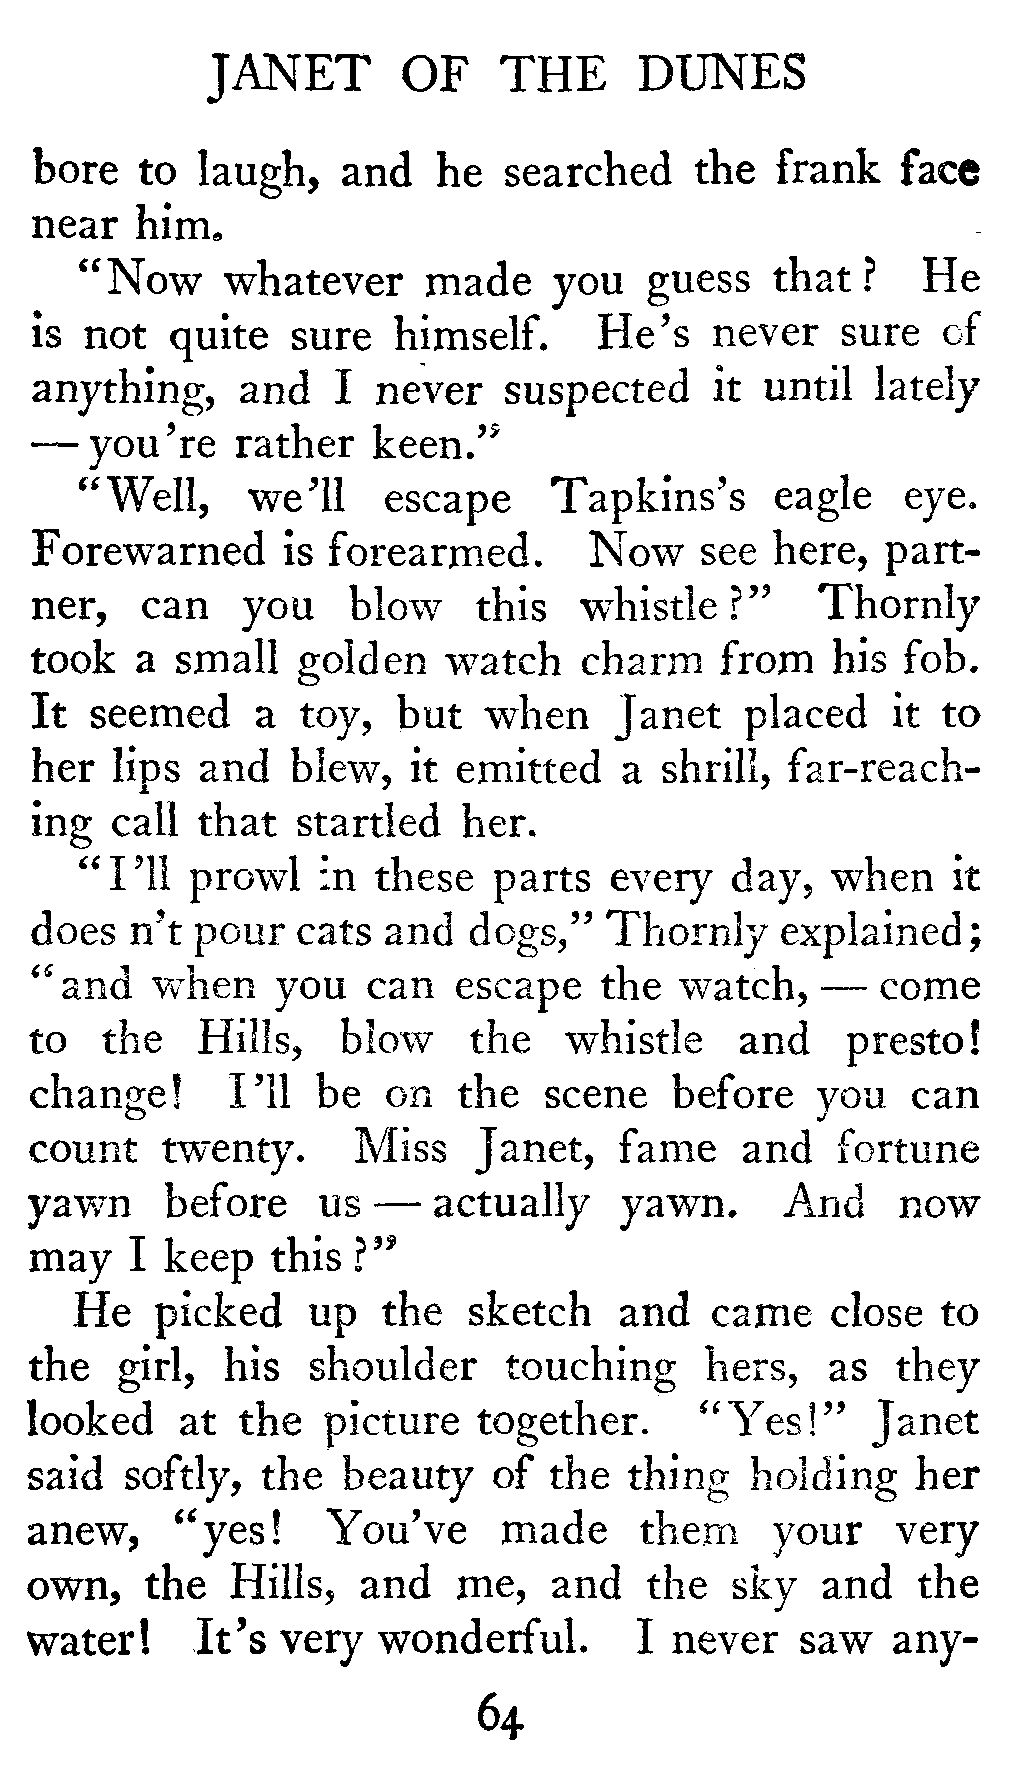 JANET OF THE DUNES
bore to laugh, and he searched the frank face
near him.
"Now whatever made you guess that? He
is not quite sure himself. He's never sure of
anything, and I never suspected it until lately
— you're rather keen."
"Well, we'll escape Tapkins's eagle eye.
Forewarned is forearmed. Now see here, part-
ner, can you blow this whistle?" Thornly
took a small golden watch charm from his fob.
It seemed a toy, but when Janet placed it to
her lips and blew, it emitted a shrill, far-reach-
ing call that startled her.
"I'll prowl in these parts every day, when it
does n't pour cats and dogs," Thornly explained;
"and when you can escape the watch, — come
to the Hills, blow the whistle and presto!
change! I'll be on the scene before you can
count twenty. Miss Janet, fame and fortune
yawn before us — actually yawn. And now
may I keep this?"
He picked up the sketch and came close to
the girl, his shoulder touching hers, as they
looked at the picture together. "Yes!" Janet
said softly, the beauty of the thing holding her
anew, "yes! You've made them your very
own, the Hills, and me, and the sky and the
water! It's very wonderful. I never saw any-
64